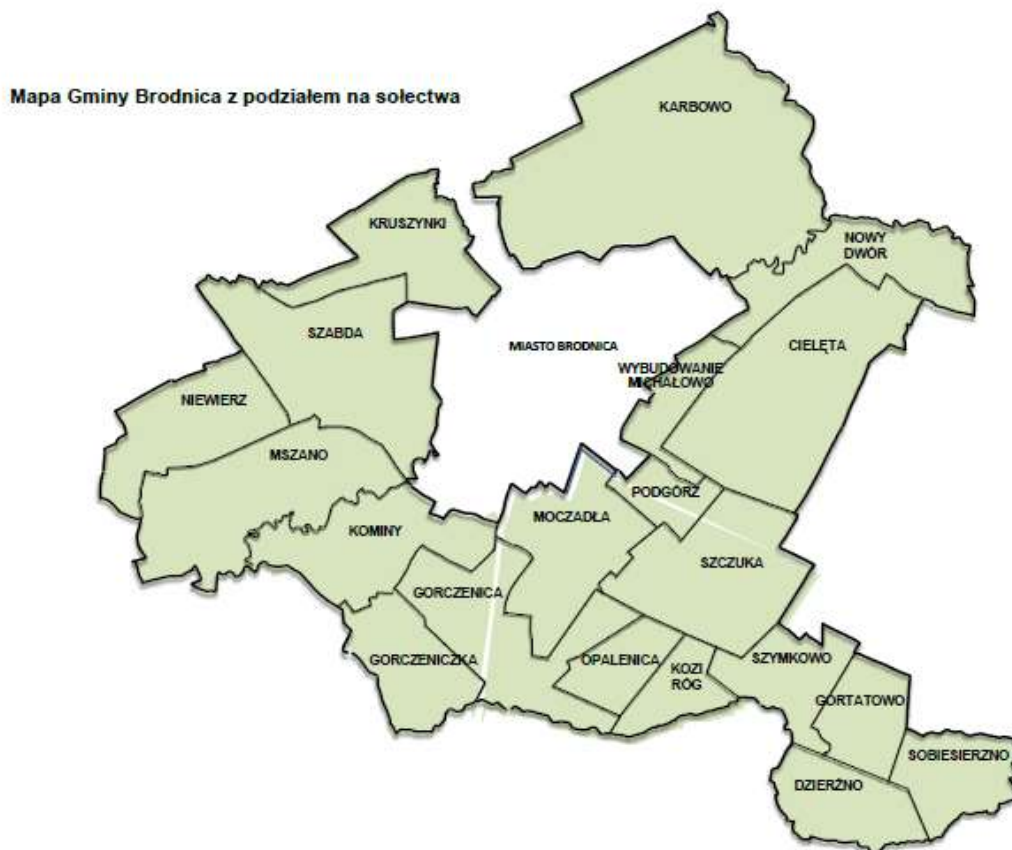 Mapa Gminy Brodnica z podziałem na sołectwa
KARBOWO
KRUSZYNKI
NOWY
DWÓR
SZABDA
MIASTO BRODNICA
CIELĘTA
WYBUDOWANIE
MICHAŁOWO
NIEWIERZ
MSZANO
PODGÓRZ
MOCZADŁA
KOMINY
SZCZUKA
GORCZENICA
GORCZENICZKA
OPALENICA
KOZI
RÓG
SZYMKOWO
GORTATOWO
SOBIESIERZNO
DZIERŻNO